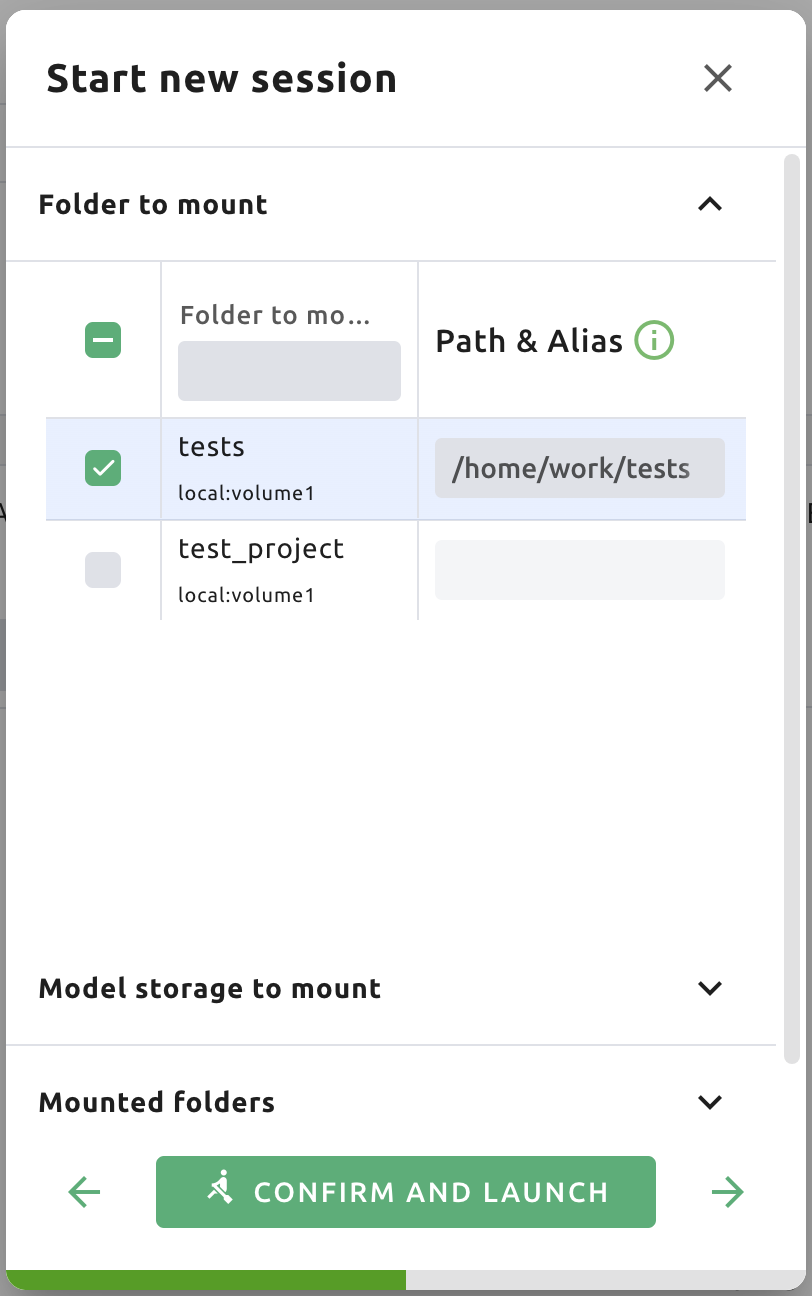 Start new session
Folder to mount
Folder to mo...
Path & Alias
tests
local:volume1
/home/work/tests
test_project
local:volume1
Model storage to mount
Mounted folders
CONFIRM AND LAUNCH